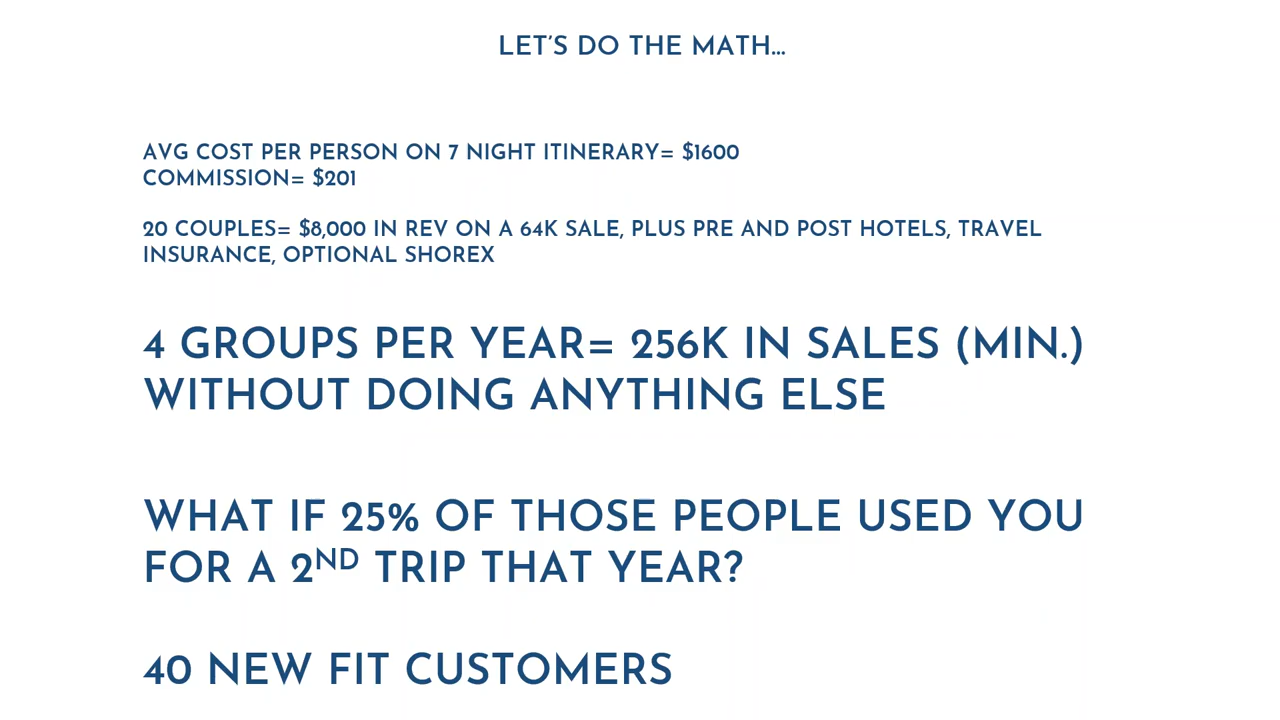 LET'S DO THE MATH...
AVG COST PER PERSON ON 7 NIGHT ITINERARY= $1600
COMMISSION= $201
20 COUPLES= $8,000 IN REV ON A 64K SALE, PLUS PRE AND POST HOTELS, TRAVEL
INSURANCE, OPTIONAL SHOREX
4 GROUPS PER YEAR= 256K IN SALES (MIN.)
WITHOUT DOING ANYTHING ELSE
WHAT IF 25% OF THOSE PEOPLE USED YOU
FOR A 2ND TRIP THAT YEAR?
40 NEW FIT CUSTOMERS